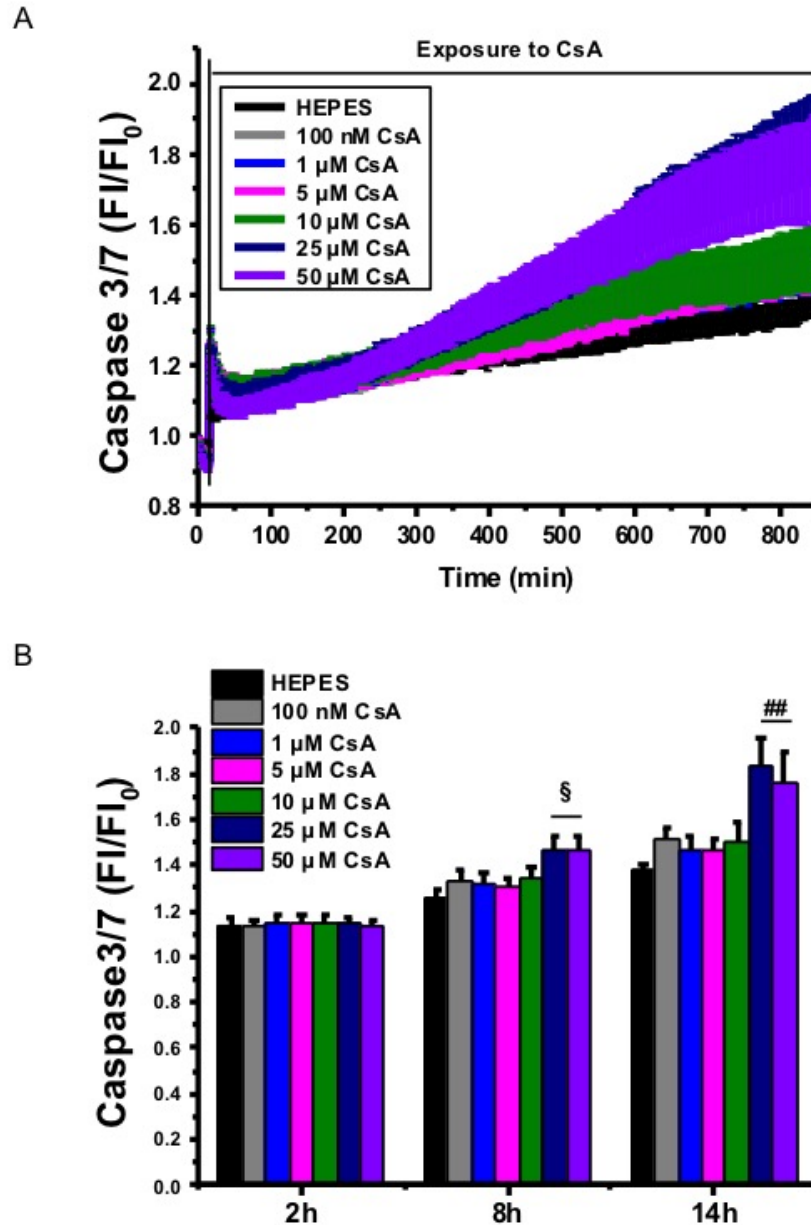 A
Exposure to CsA
Caspase 3/7 (FI/FI0)
2.0
1.8
1.6
1.4
1.2
1.0
0.8
HEPES
100 nM CsA
1 µM CsA
5 µM CsA
10 µM CsA
25 µM CsA
50 µM CsA
0 100 200 300 400 500 600 700 800
Time (min)
B
HEPES
100 nM CsA
1 µM CsA
5 µM CsA
10 µM CsA
25 µM CsA
50 µM CsA
Caspase3/7 (FI/FI0)
2.0
1.8
1.6
1.4
1.2
1.0
0.8
0.6
0.4
0.2
0.0
§
##
2h 8h 14h